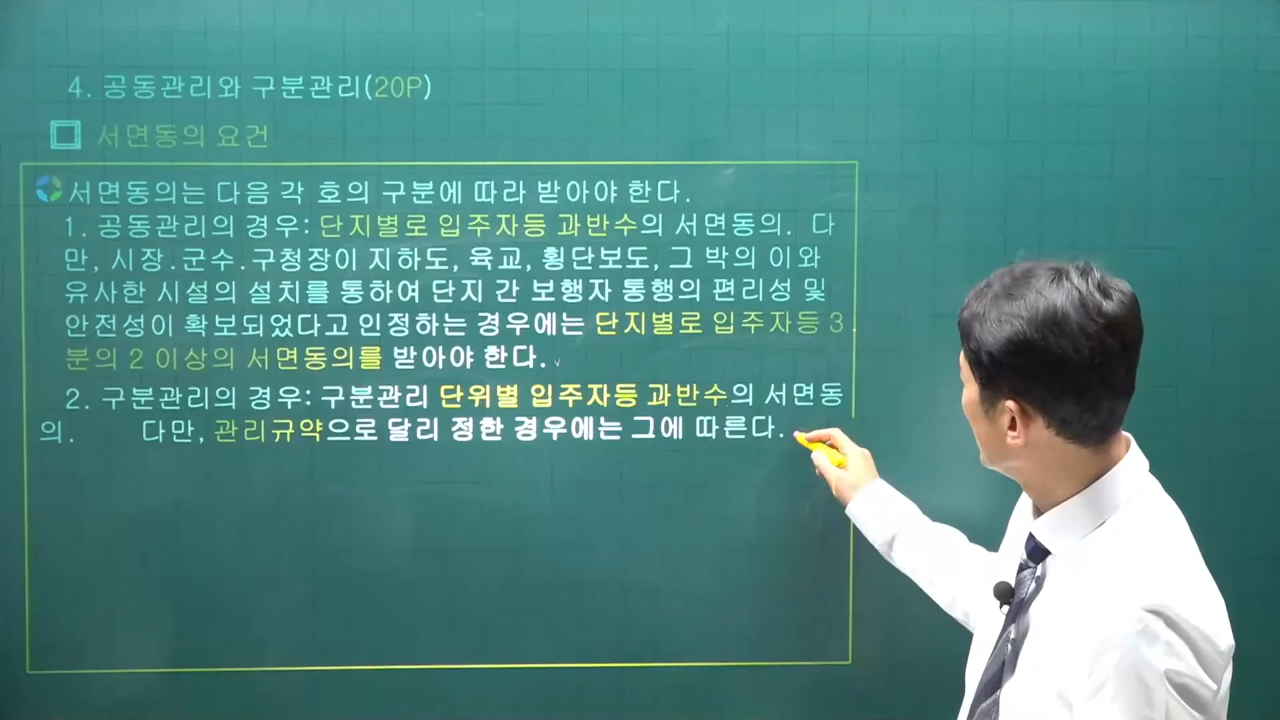 4. 공동관리와 구분관리(20P)
서면동의 요건
서면동의는 다음 각 호의 구분에 따라 받아야 한다.
1. 공동관리의 경우: 단지별로 입주자등 과반수의 서면동의. 다
만, 시장.군수.구청장이 지하도, 육교, 횡단보도, 그 박의 이와
유사한 시설의 설치를 통하여 단지 간 보행자 통행의 편리성 및
안전성이 확보되었다고 인정하는 경우에는 단지별로 입주자등 3
분의 2 이상의 서면동의를 받아야 한다.
2. 구분관리의 경우: 구분관리 단위별 입주자등 과반수의 서면동
의. 다만, 관리규약으로 달리 정한 경우에는 그에 따른다.